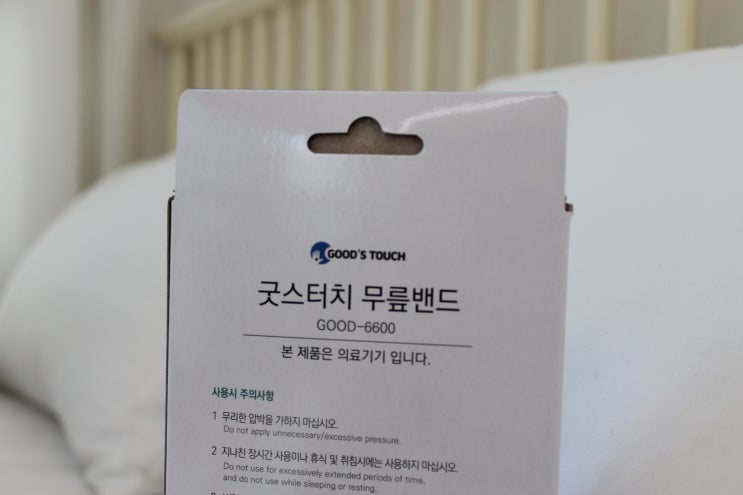 GOOD'S TOUCH
굿스터치 무릎밴드
GOOD-6600
본 제품은 의료기기 입니다.
사용시 주의사항
1 무리한 압박을 가하지 마십시오.
Do not apply unnecessary/excessive pressure.
2 지나친 장시간 사용이나 휴식 및 취침시에는 사용하지 마십시오.
Do not use for excessively extended periods of time,
and do not use while sleeping or resting.